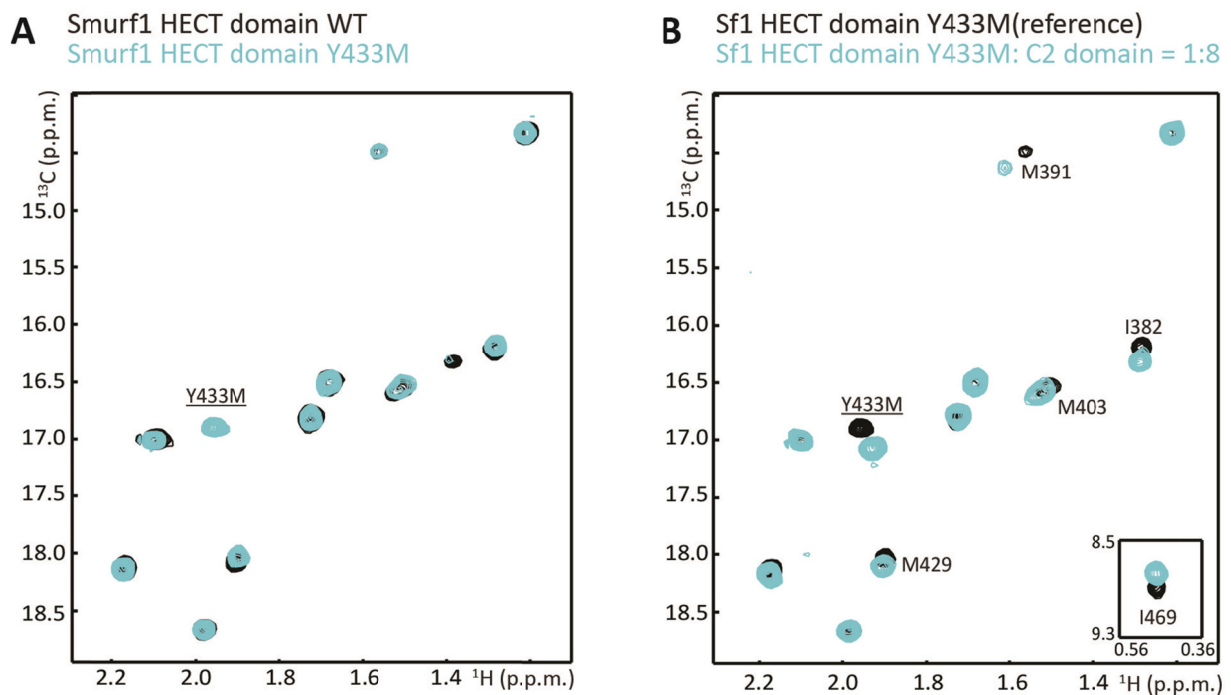 A
Smurf1 HECT domain WT
Smurf1 HECT domain Y433M
¹³C (p.p.m.)
15.0
15.5
16.0
16.5
17.0
17.5
18.0
18.5
Y433M
2.2 2.0 1.8 1.6 1.4 ¹H (p.p.m.)
B
Sf1 HECT domain Y433M(reference)
Sf1 HECT domain Y433M: C2 domain = 1:8
¹³C (p.p.m.)
15.0
15.5
16.0
16.5
17.0
17.5
18.0
18.5
M391
I382
M403
Y433M
M429
8.5
I469
9.3
0.56 0.36
2.2 2.0 1.8 1.6 1.4 ¹H (p.p.m.)